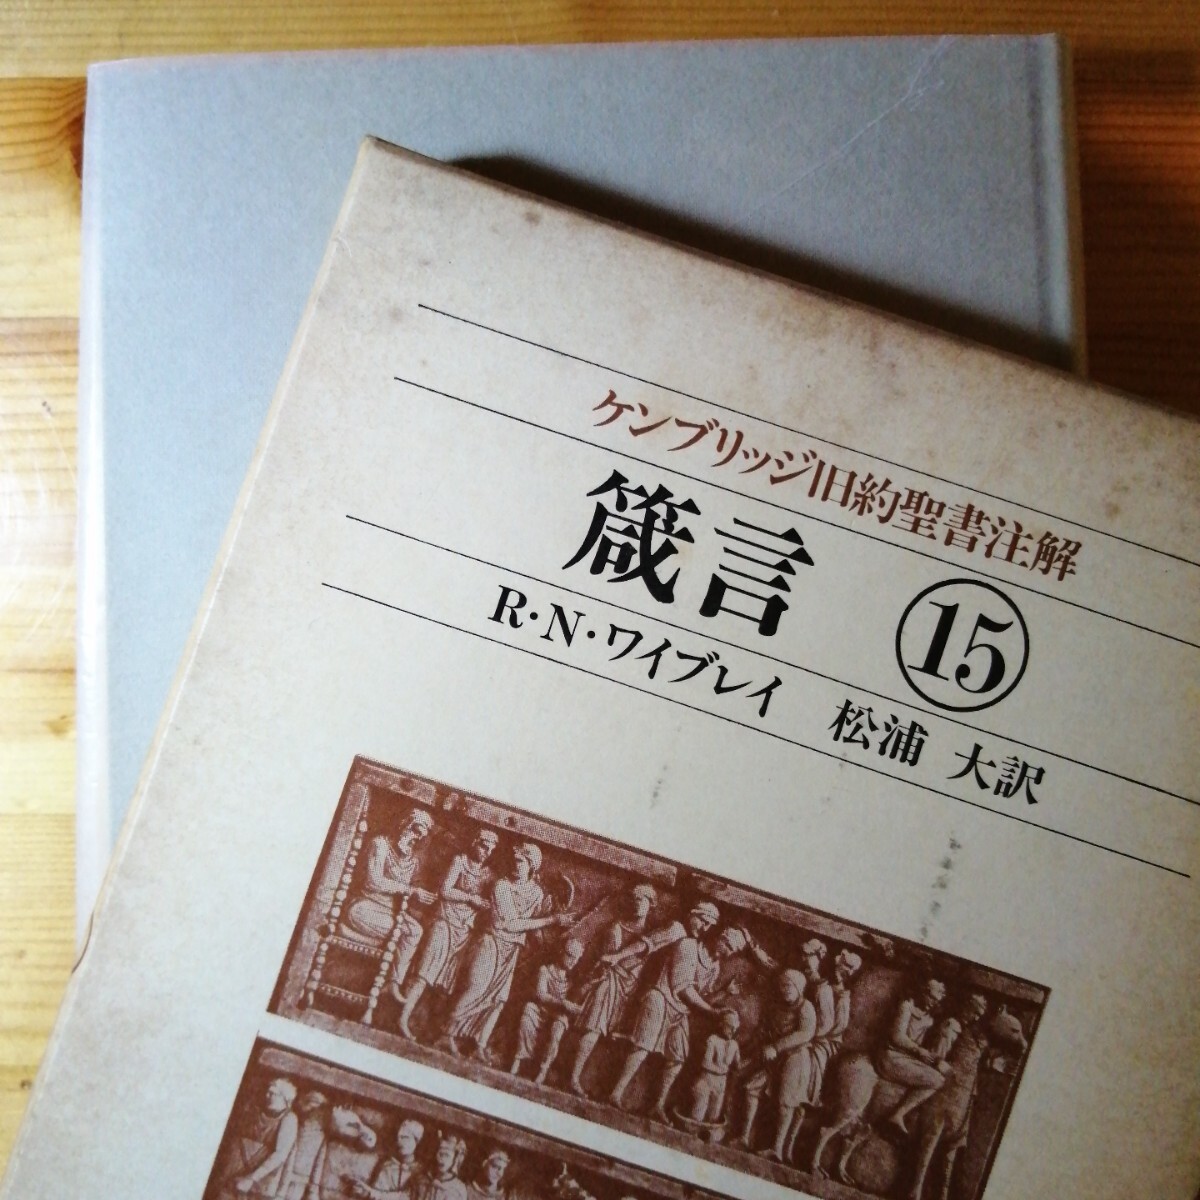 ケンブリッジ旧約聖書注解
箴言 ⑮
R・N・ワイブレイ 松浦 大訳